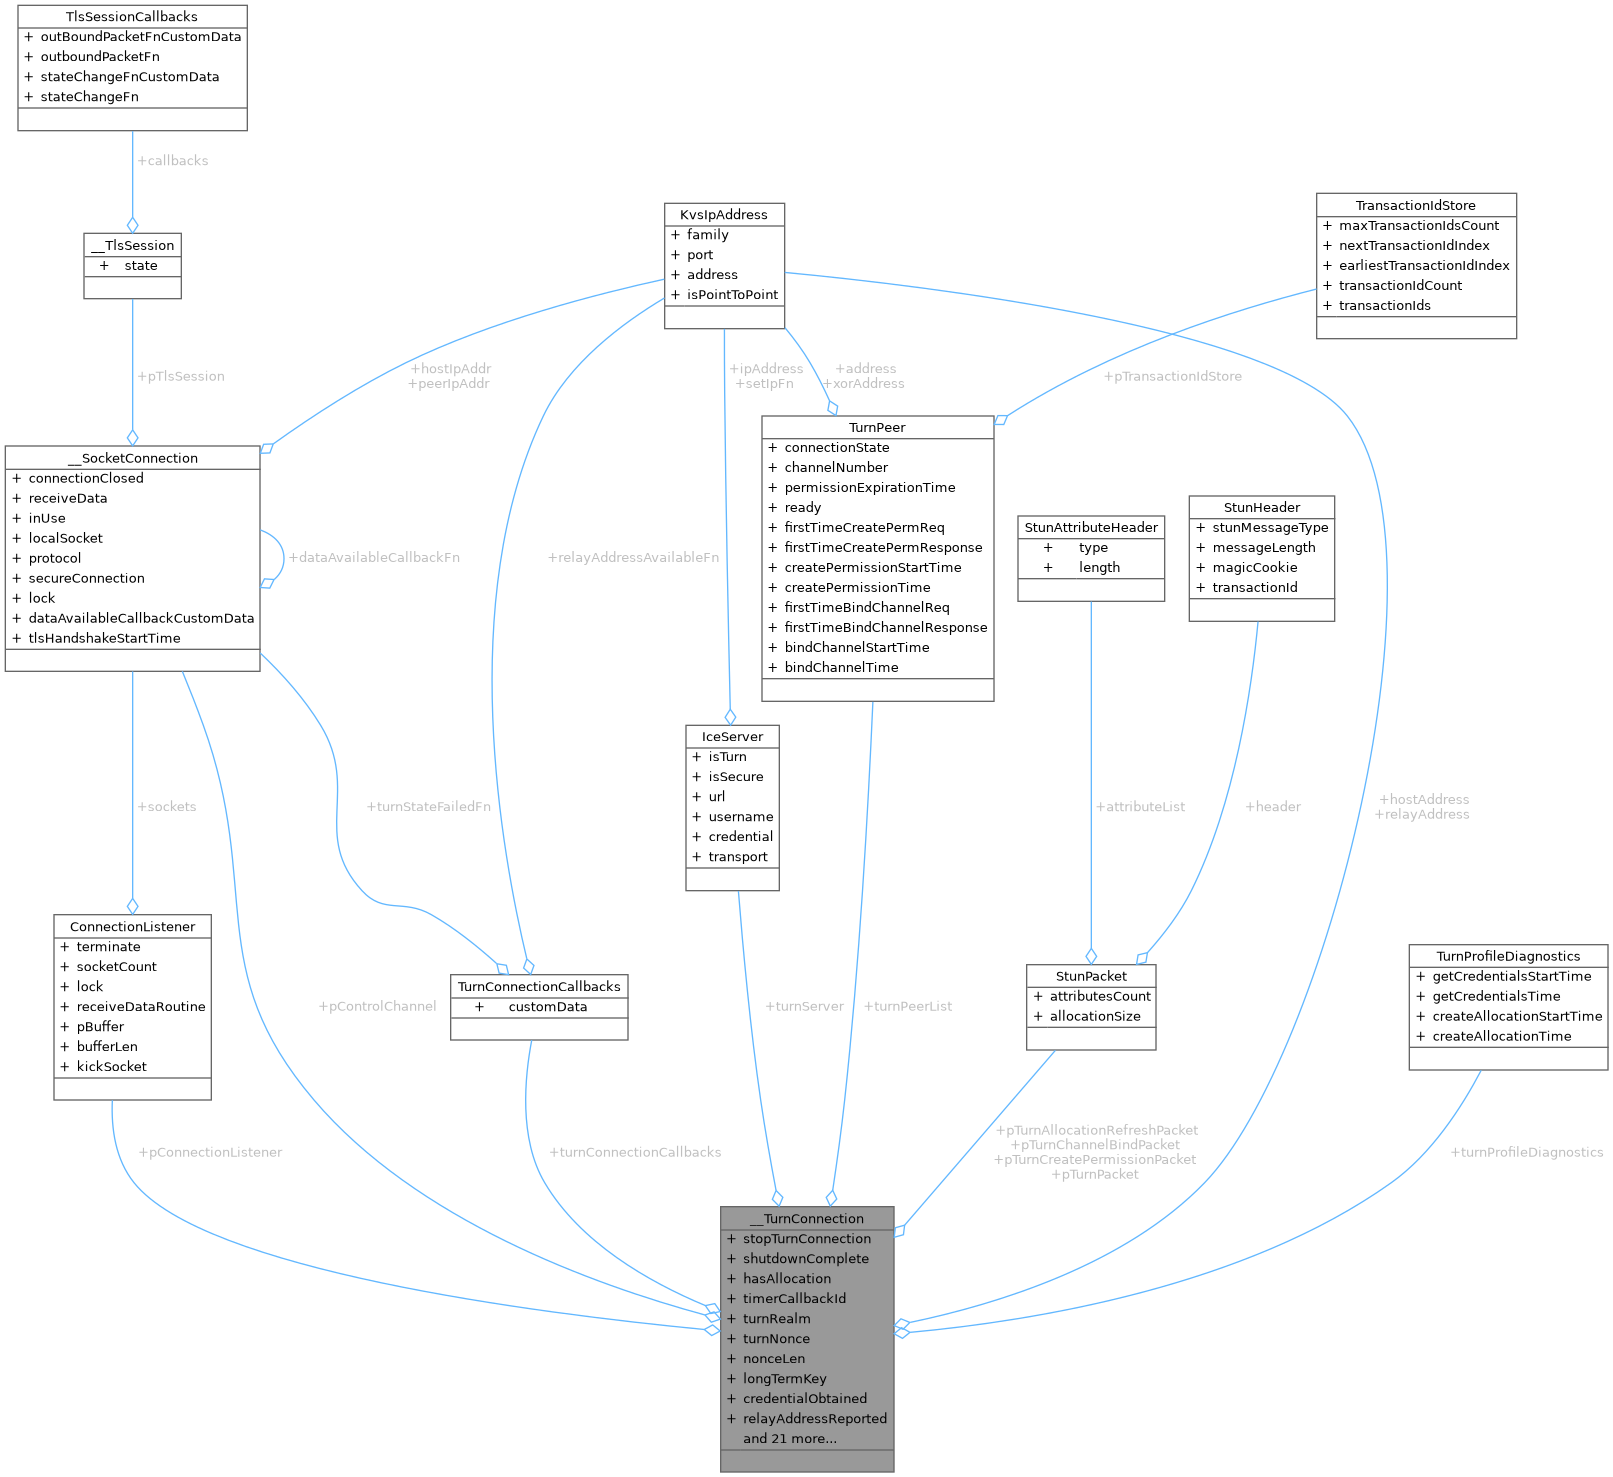 TlsSessionCallbacks
+ outBoundPacketFnCustomData
+ outboundPacketFn
+ stateChangeFnCustomData
+ stateChangeFn
+callbacks
__TlsSession
+ state
+pTlsSession
KvsIpAddress
+ family
+ port
+ address
+ isPointToPoint
TransactionIdStore
+ maxTransactionIdsCount
+ nextTransactionIdIndex
+ earliestTransactionIdIndex
+ transactionIdCount
+ transactionIds
+hostIpAddr
+peerIpAddr
+ipAddress
+setIpFn
+address
+xorAddress
+pTransactionIdStore
__SocketConnection
+ connectionClosed
+ receiveData
+ inUse
+ localSocket
+ protocol
+ secureConnection
+ lock
+ dataAvailableCallbackCustomData
+ tlsHandshakeStartTime
+dataAvailableCallbackFn
+relayAddressAvailableFn
TurnPeer
+ connectionState
+ channelNumber
+ permissionExpirationTime
+ ready
+ firstTimeCreatePermReq
+ firstTimeCreatePermResponse
+ createPermissionStartTime
+ createPermissionTime
+ firstTimeBindChannelReq
+ firstTimeBindChannelResponse
+ bindChannelStartTime
+ bindChannelTime
StunAttributeHeader
+ type
+ length
StunHeader
+ stunMessageType
+ messageLength
+ magicCookie
+ transactionId
IceServer
+ isTurn
+ isSecure
+ url
+ username
+ credential
+ transport
+sockets
+turnStateFailedFn
+attributeList
+header
+hostAddress
+relayAddress
ConnectionListener
+ terminate
+ socketCount
+ lock
+ receiveDataRoutine
+ pBuffer
+ bufferLen
+ kickSocket
+pControlChannel
TurnConnectionCallbacks
+ customData
+turnServer
+turnPeerList
StunPacket
+ attributesCount
+ allocationSize
TurnProfileDiagnostics
+ getCredentialsStartTime
+ getCredentialsTime
+ createAllocationStartTime
+ createAllocationTime
+pConnectionListener
+turnConnectionCallbacks
+pTurnAllocationRefreshPacket
+pTurnChannelBindPacket
+pTurnCreatePermissionPacket
+pTurnPacket
+turnProfileDiagnostics
__TurnConnection
+ stopTurnConnection
+ shutdownComplete
+ hasAllocation
+ timerCallbackId
+ turnRealm
+ turnNonce
+ nonceLen
+ longTermKey
+ credentialObtained
+ relayAddressReported
and 21 more...